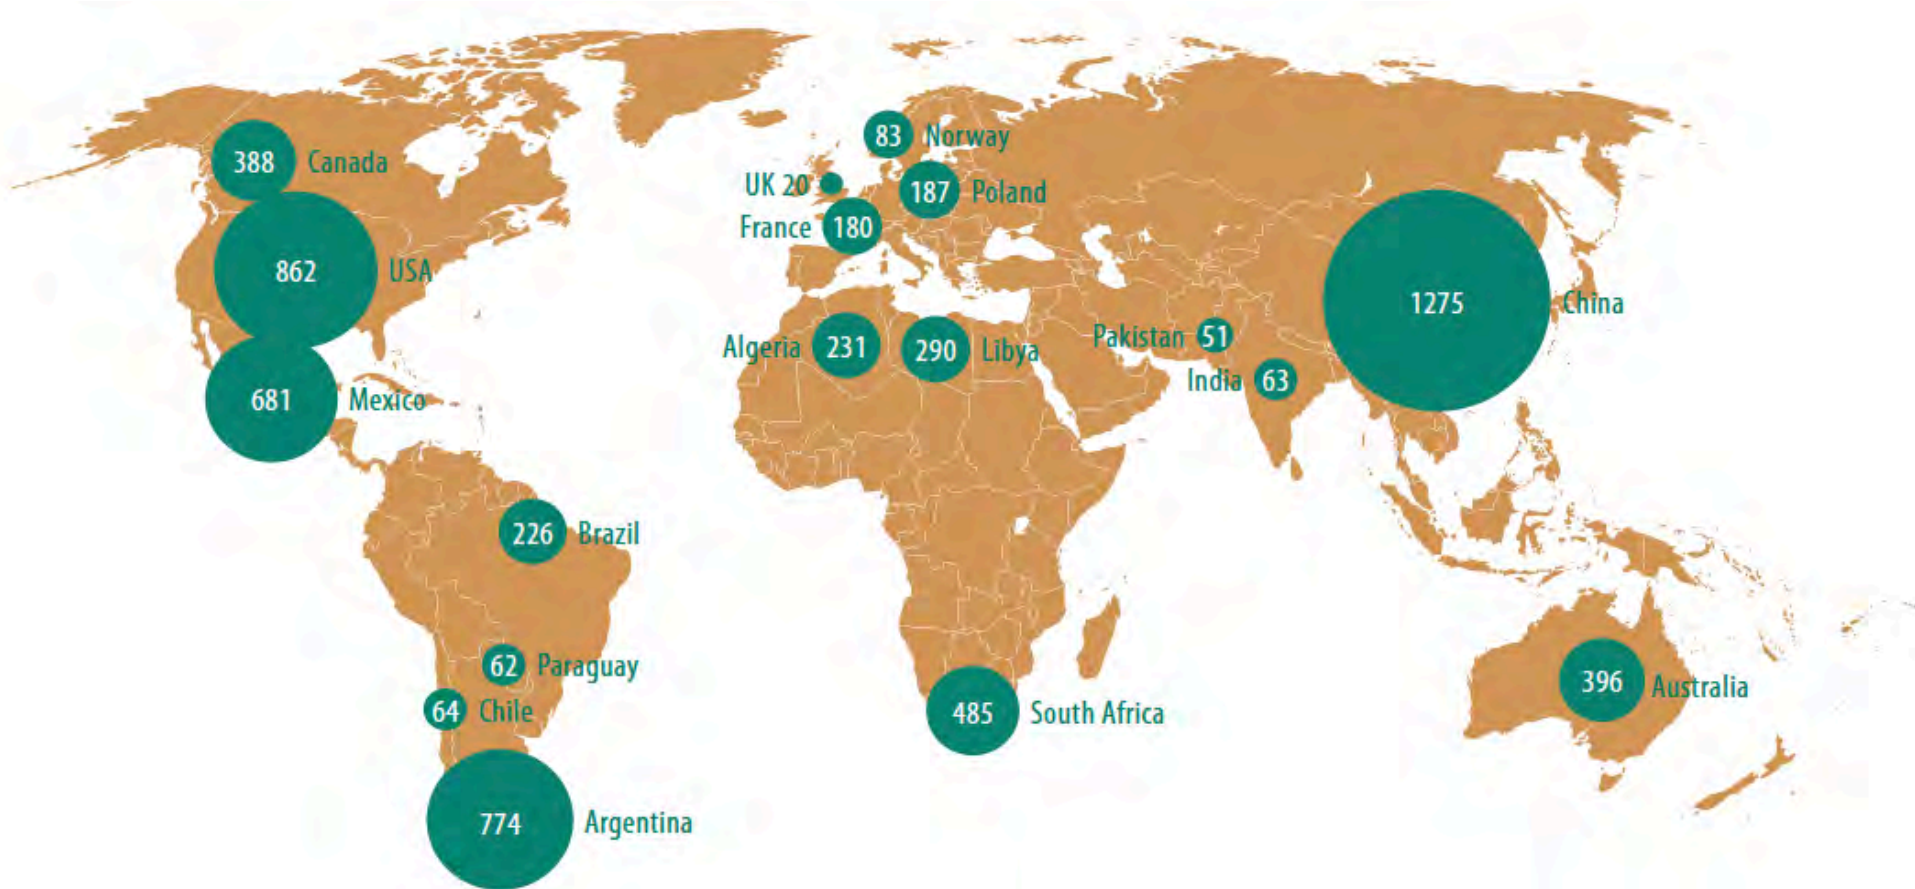 83 Norway
388 Canada
UK 20
187 Poland
France 180
862 USA
1275 China
Pakistan 51
Algeria 231
290 Libya
India 63
681 Mexico
226 Brazil
62 Paraguay
396 Australia
64 Chile
485 South Africa
774 Argentina